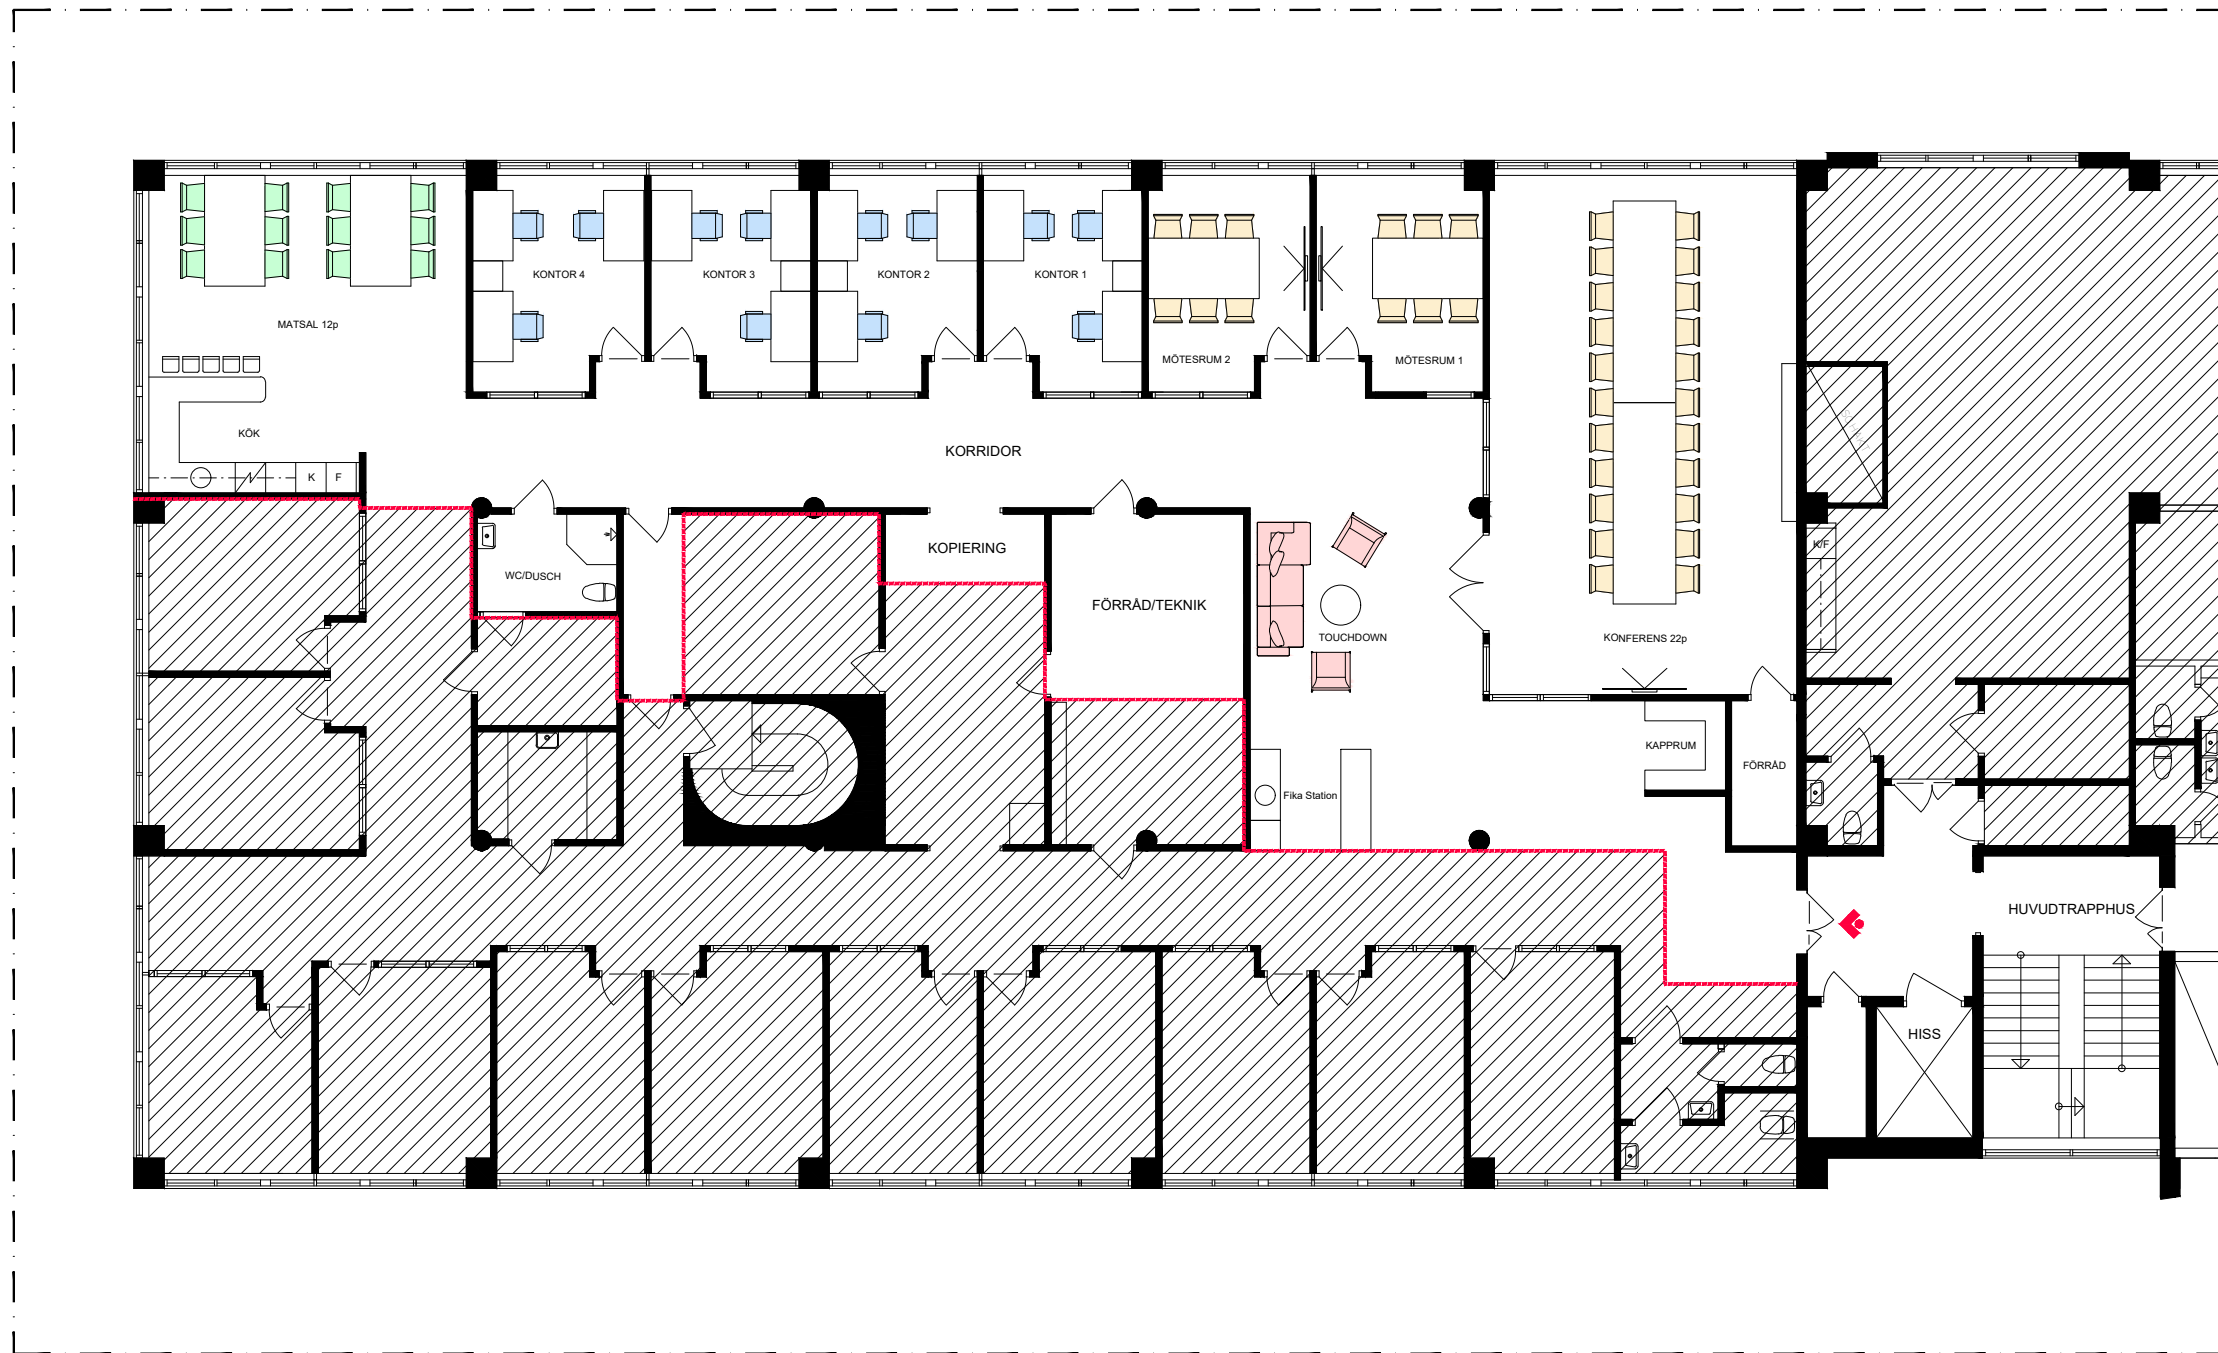 KONTOR 4
KONTOR 3
KONTOR 2
KONTOR 1
MATSAL 12p
MÖTESRUM 2
MÖTESRUM 1
KÖK
KORRIDOR
K
F
K/F
KOPIERING
WC/DUSCH
FÖRRÅD/TEKNIK
TOUCHDOWN
KONFERENS 22p
KAPPRUM
FÖRRÅD
Fika Station
HUVUDTRAPPHUS
HISS